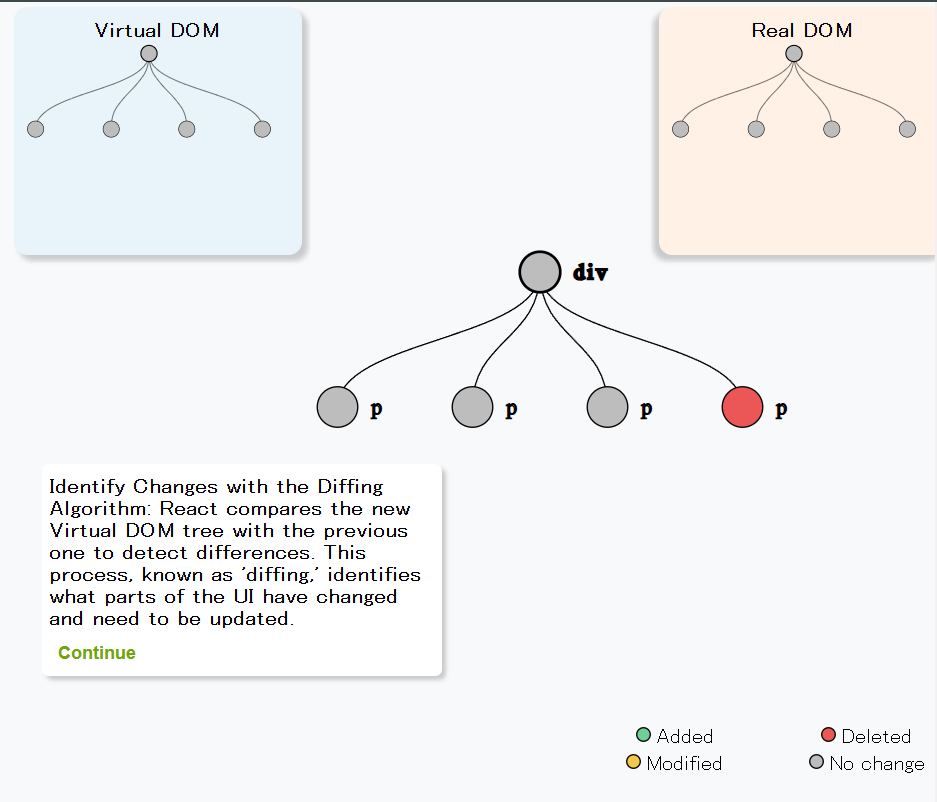 Virtual DOM
Real DOM
div
p
p
p
p
Identify Changes with the Diffing
Algorithm: React compares the new
Virtual DOM tree with the previous
one to detect differences. This
process, known as 'diffing,' identifies
what parts of the UI have changed
and need to be updated.
Continue
Added
Deleted
Modified
No change